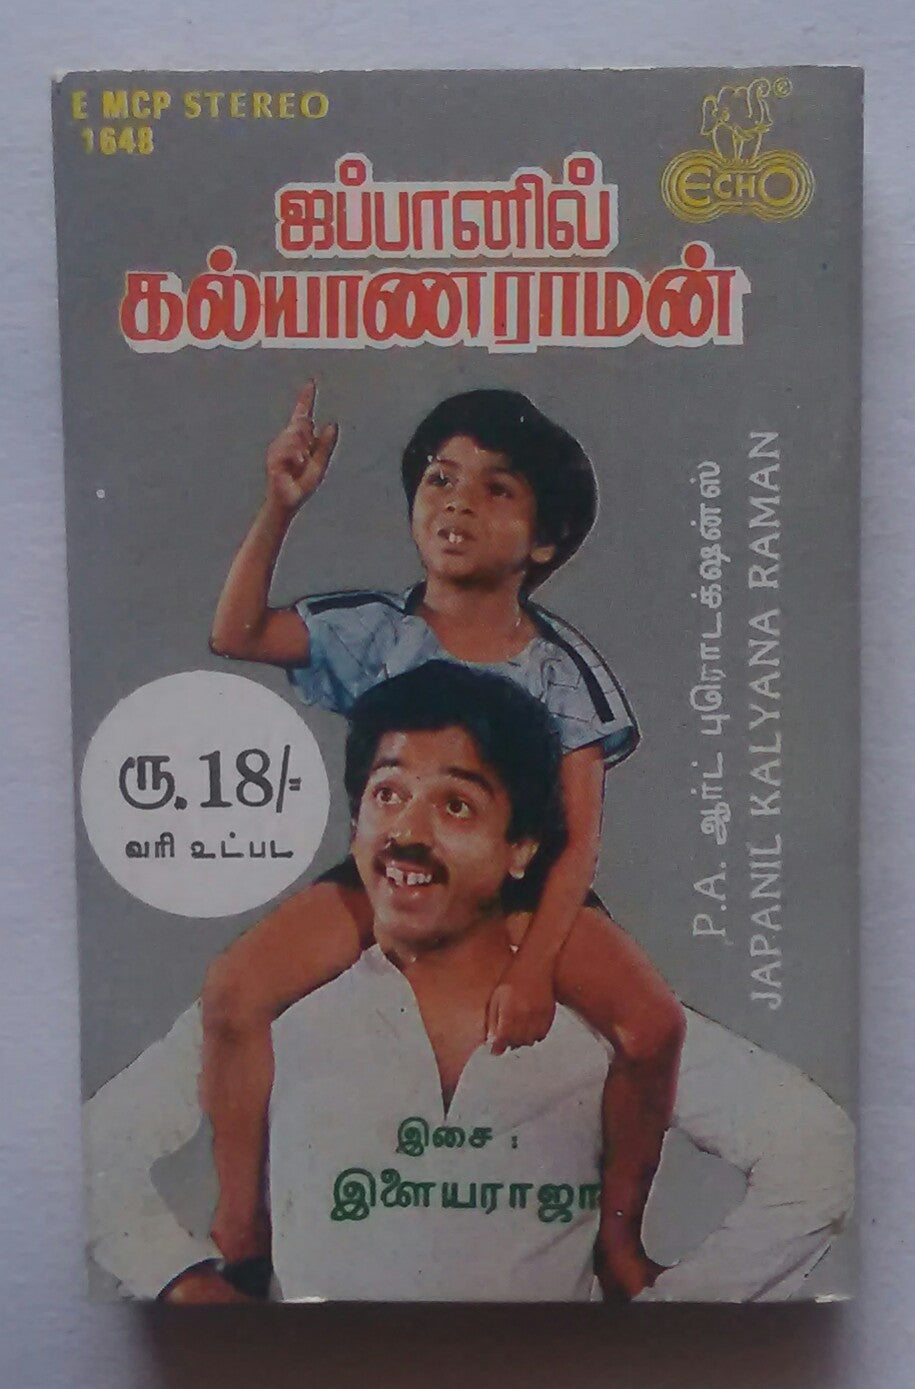 E MCP STEREO
1648
ECHO
ஜப்பானில்
கல்யாணராமன்
P.A. ஆர்ட் புரொடக்ஷன்ஸ்
JAPANIL KALYANA RAMAN
ரூ.18/-
வரி உட்பட
இசை :
இளையராஜா